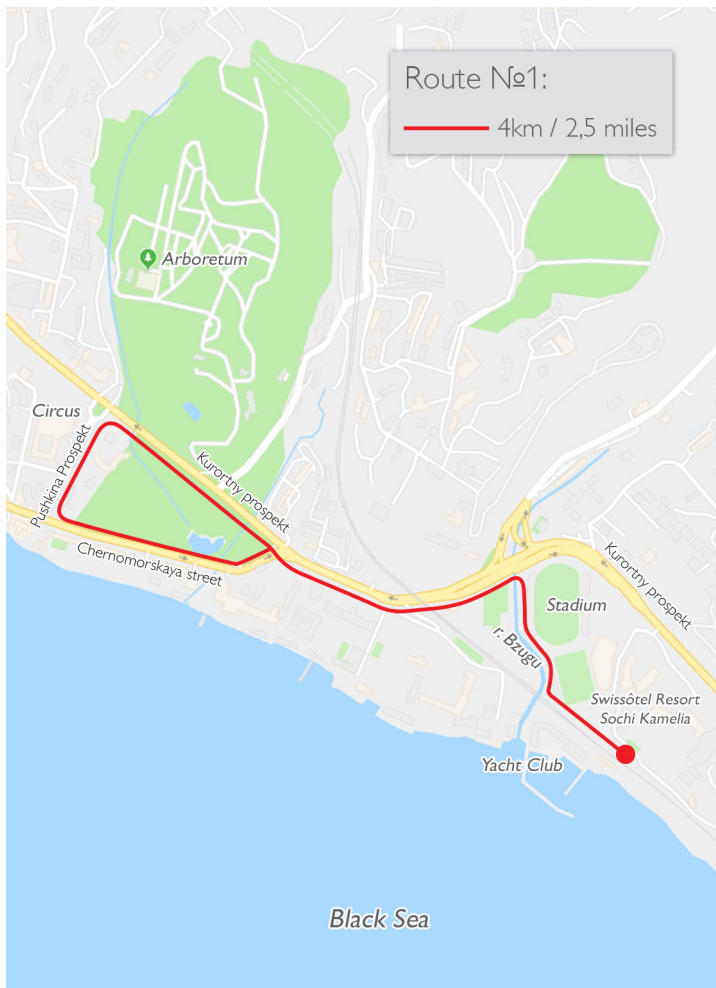 Route №1:
4km / 2,5 miles
Arboretum
Circus
Pushkina Prospekt
Kurortny prospekt
Chernomorskaya street
Kurortny prospekt
Stadium
r. Bzugu
Swissôtel Resort
Sochi Kamelia
Yacht Club
Black Sea